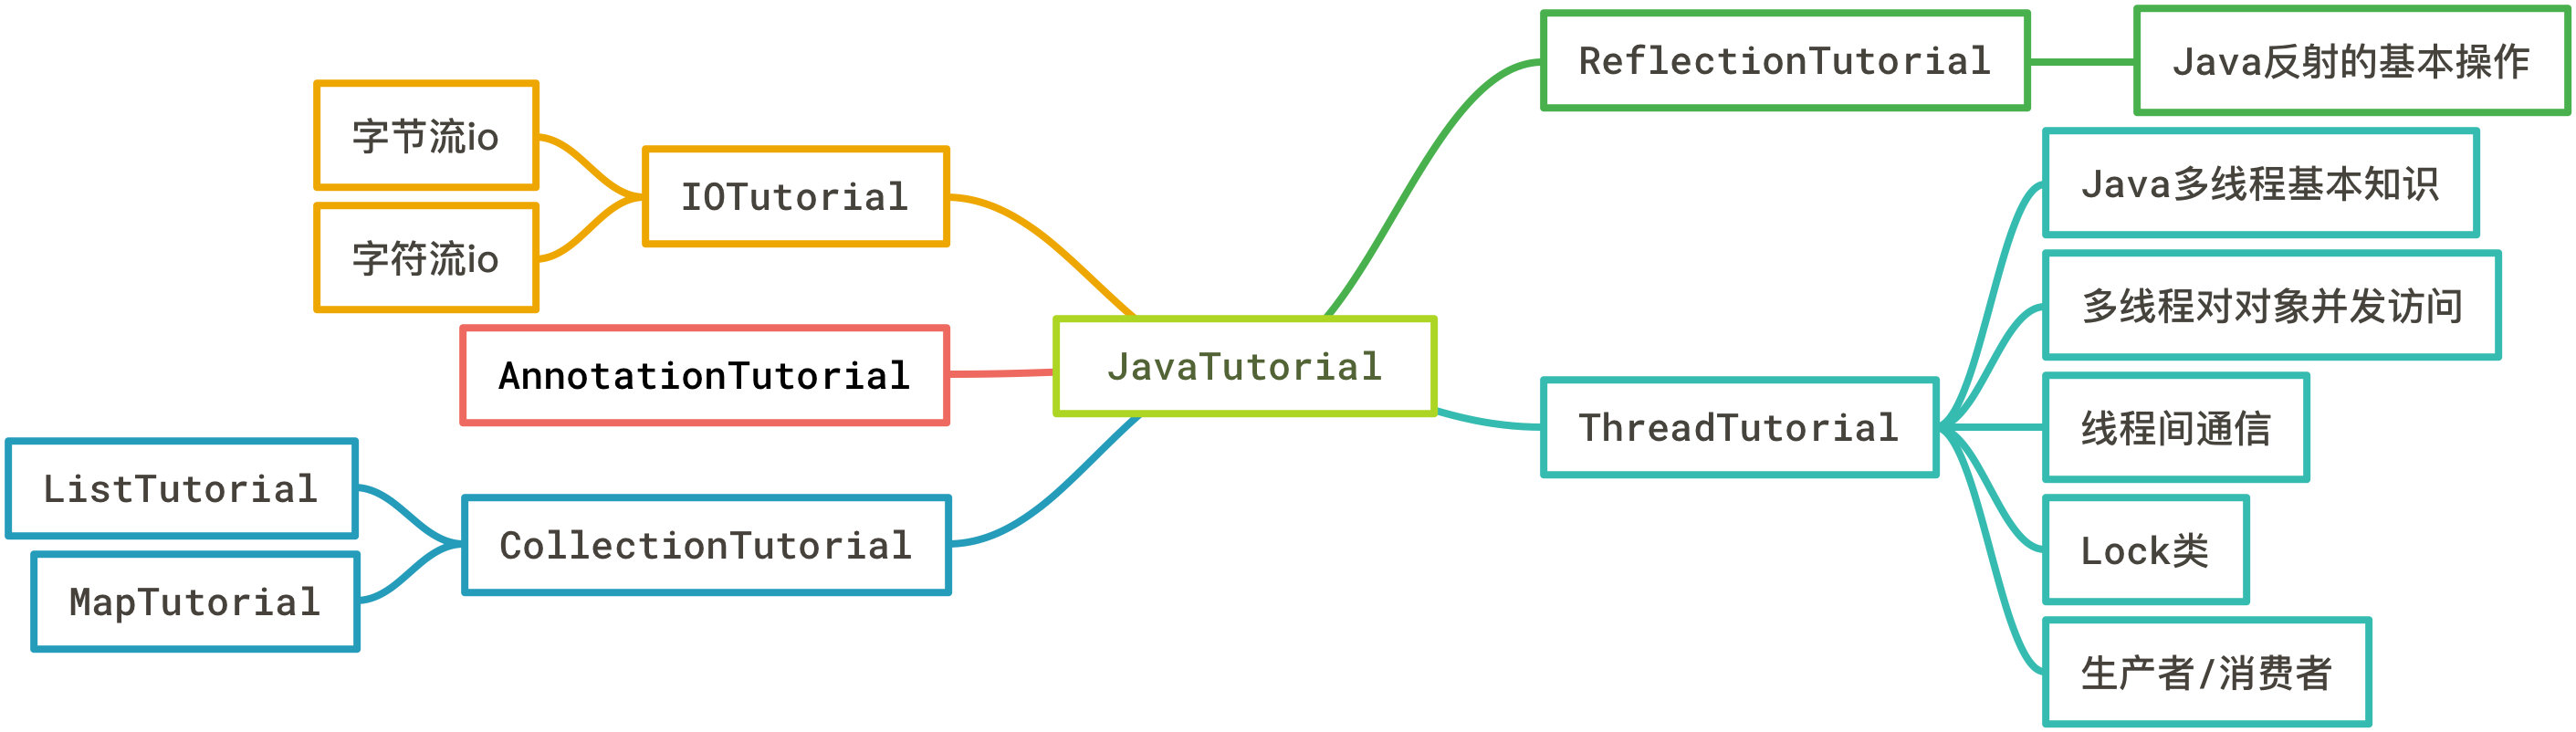 JavaTutorial
ReflectionTutorial
Java反射的基本操作
ThreadTutorial
Java多线程基本知识
多线程对对象并发访问
线程间通信
Lock类
生产者/消费者
IOTutorial
字节流io
字符流io
AnnotationTutorial
CollectionTutorial
ListTutorial
MapTutorial